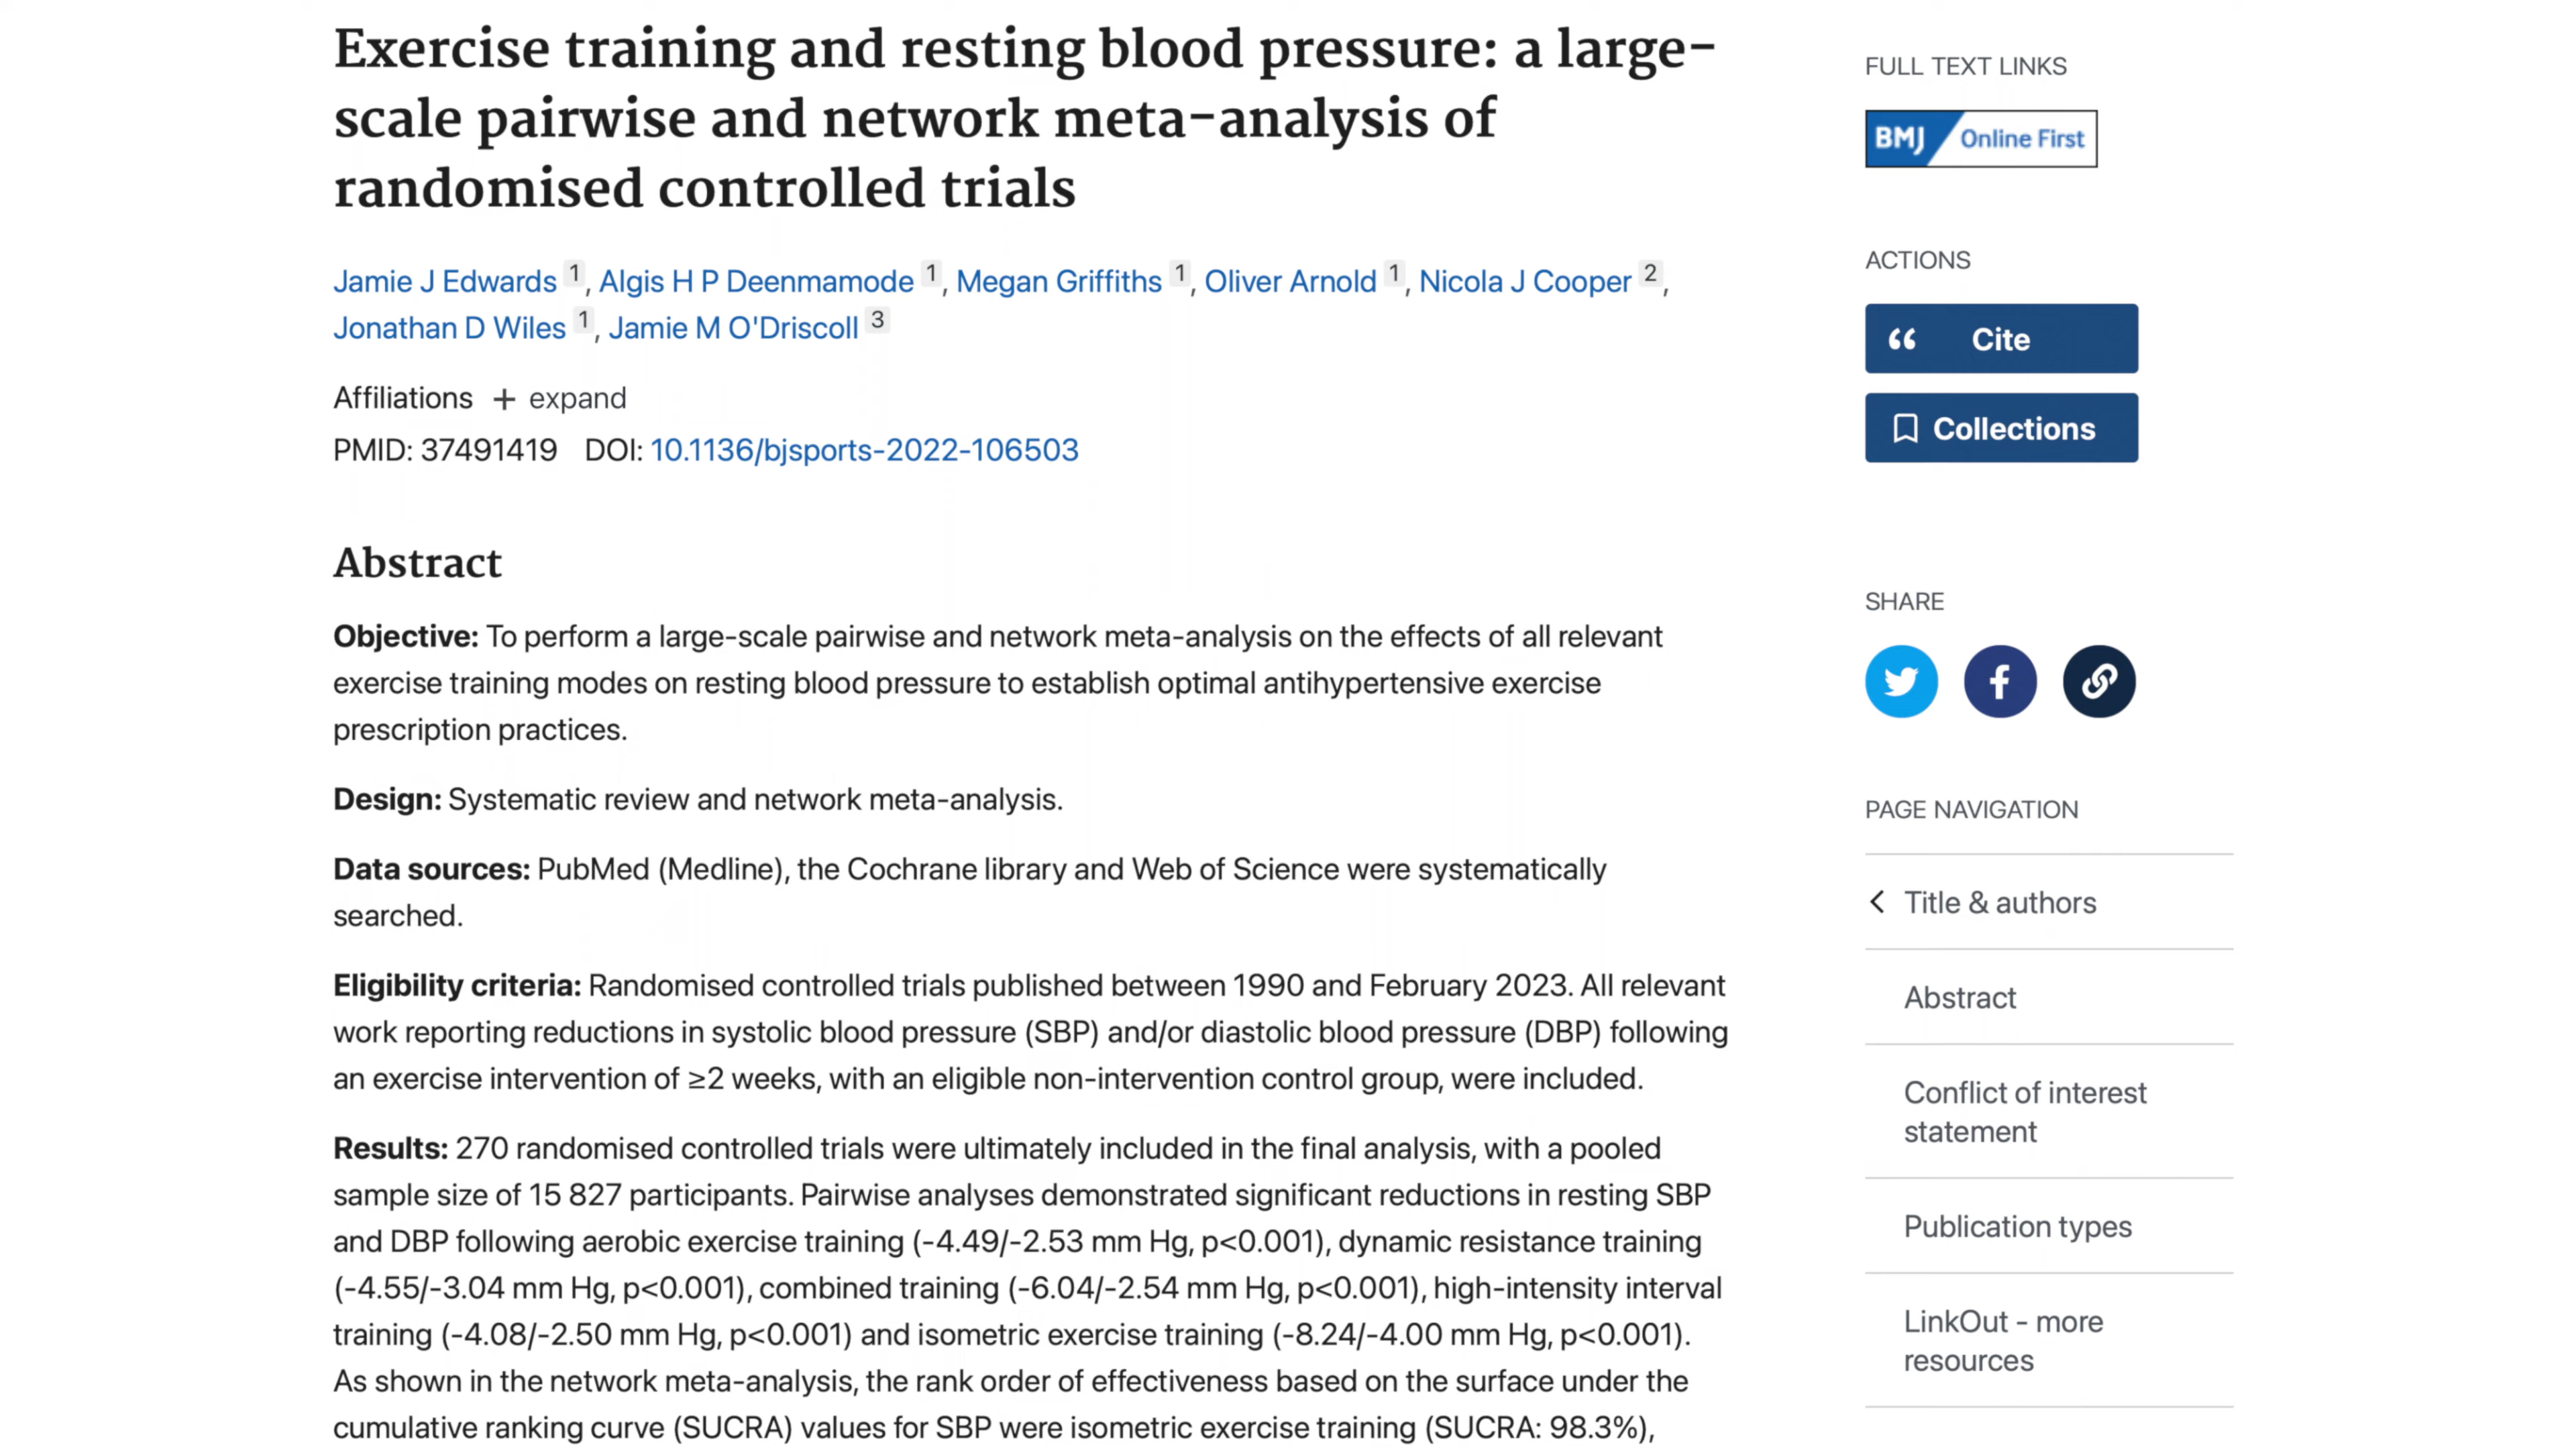 Exercise training and resting blood pressure: a large-
scale pairwise and network meta-analysis of
randomised controlled trials
Jamie J Edwards 1, Algis H P Deenmamode 1, Megan Griffiths 1, Oliver Arnold 1, Nicola J Cooper 2,
Jonathan D Wiles 1, Jamie M O'Driscoll 3
Affiliations + expand
PMID: 37491419 DOI: 10.1136/bjsports-2022-106503
Abstract
Objective: To perform a large-scale pairwise and network meta-analysis on the effects of all relevant
exercise training modes on resting blood pressure to establish optimal antihypertensive exercise
prescription practices.
Design: Systematic review and network meta-analysis.
Data sources: PubMed (Medline), the Cochrane library and Web of Science were systematically
searched.
Eligibility criteria: Randomised controlled trials published between 1990 and February 2023. All relevant
work reporting reductions in systolic blood pressure (SBP) and/or diastolic blood pressure (DBP) following
an exercise intervention of ≥2 weeks, with an eligible non-intervention control group, were included.
Results: 270 randomised controlled trials were ultimately included in the final analysis, with a pooled
sample size of 15 827 participants. Pairwise analyses demonstrated significant reductions in resting SBP
and DBP following aerobic exercise training (-4.49/-2.53 mm Hg, p<0.001), dynamic resistance training
(-4.55/-3.04 mm Hg, p<0.001), combined training (-6.04/-2.54 mm Hg, p<0.001), high-intensity interval
training (-4.08/-2.50 mm Hg, p<0.001) and isometric exercise training (-8.24/-4.00 mm Hg, p<0.001).
As shown in the network meta-analysis, the rank order of effectiveness based on the surface under the
cumulative ranking curve (SUCRA) values for SBP were isometric exercise training (SUCRA: 98.3%),
FULL TEXT LINKS
BMJ Online First
ACTIONS
Cite
Collections
SHARE
PAGE NAVIGATION
Title & authors
Abstract
Conflict of interest
statement
Publication types
LinkOut - more
resources